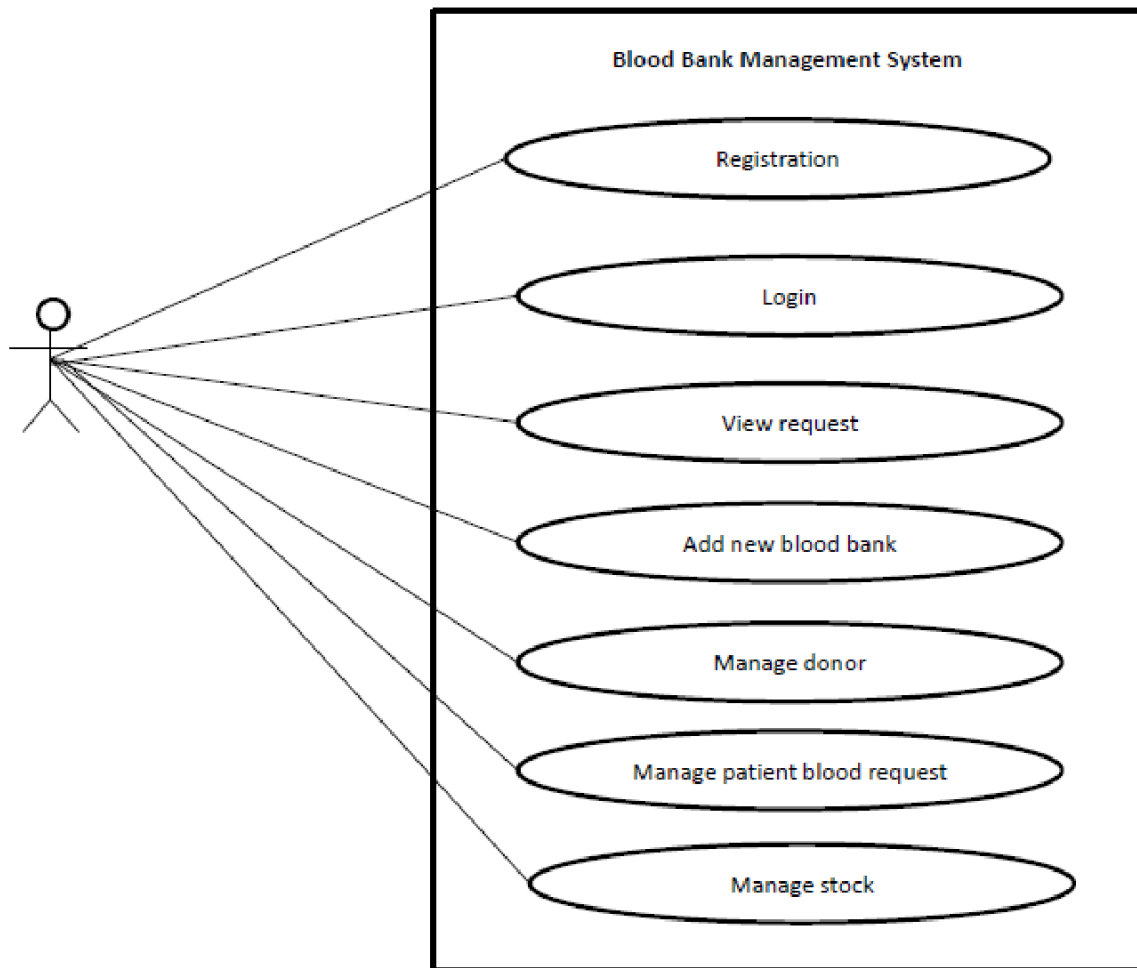 Blood Bank Management System
Registration
Login
View request
Add new blood bank
Manage donor
Manage patient blood request
Manage stock